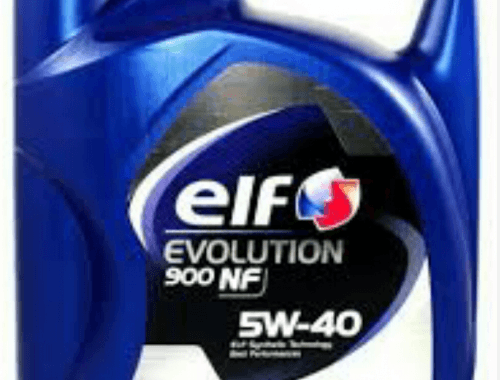 elf
EVOLUTION
900 NF
5W-40
ELF Synthetic Technology
Best Performances